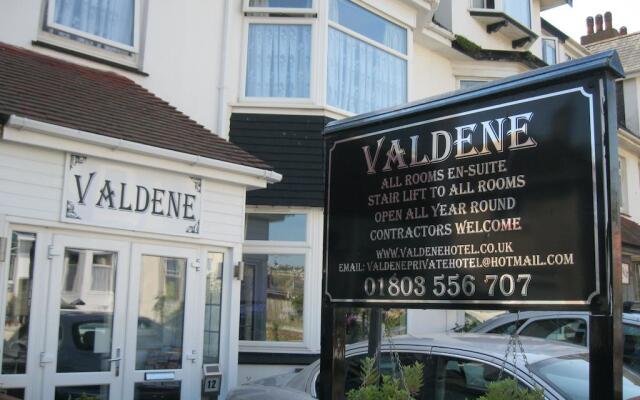 VALDENE
VALDENE
ALL ROOMS EN-SUITE
STAIR LIFT TO ALL ROOMS
OPEN ALL YEAR ROUND
CONTRACTORS WELCOME
WWW.VALDENEHOTEL.CO.UK
EMAIL: VALDENEPRIVATEHOTEL@HOTMAIL.COM
01803 556 707
VALDENE
12